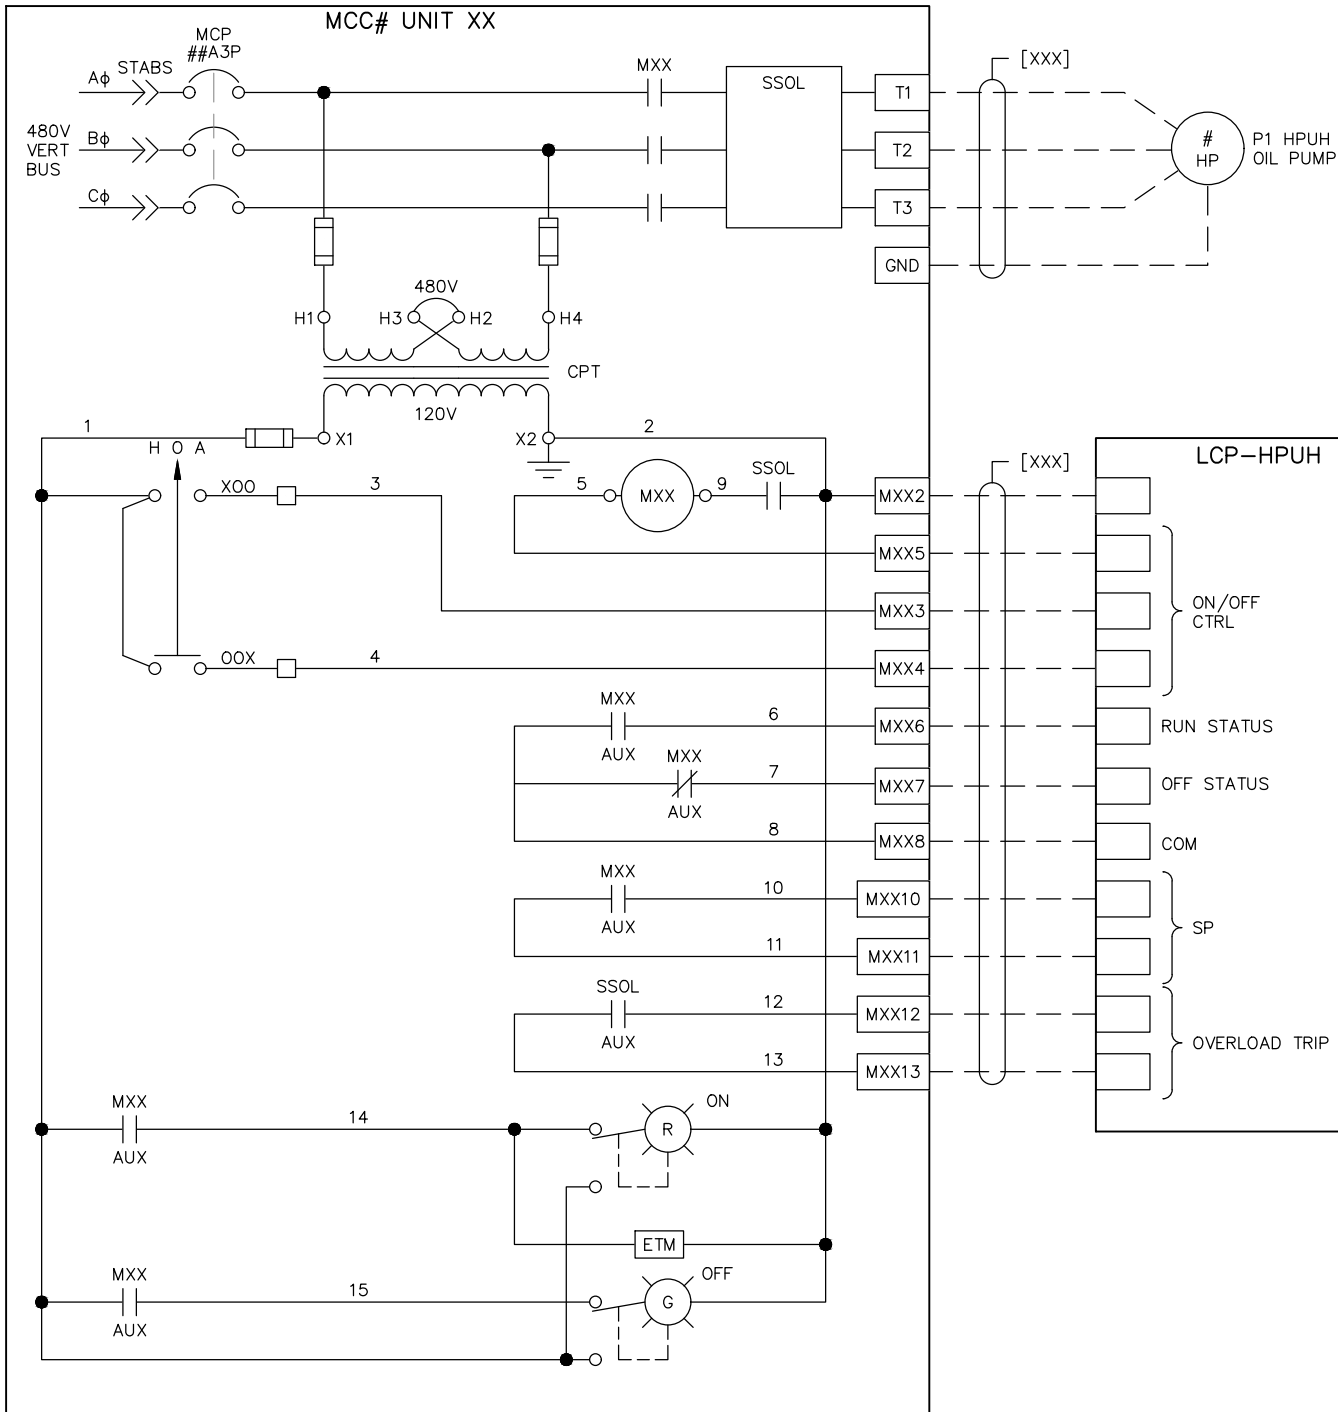 MCC# UNIT XX
MCP
##A3P
STABS
Aϕ
MXX
SSOL
T1
[XXX]
480V
VERT
BUS
Bϕ
T2
#
HP
P1 HPUH
OIL PUMP
Cϕ
T3
GND
480V
H1
H3
H2
H4
CPT
120V
1
X1
X2
2
H O A
XOO
3
5
MXX
9
SSOL
MXX2
[XXX]
LCP-HPUH
MXX5
MXX3
ON/OFF
CTRL
OOX
4
MXX4
MXX
AUX
6
MXX6
RUN STATUS
MXX
AUX
7
MXX7
OFF STATUS
8
MXX8
COM
MXX
AUX
10
MXX10
SP
11
MXX11
SSOL
AUX
12
MXX12
OVERLOAD TRIP
13
MXX13
MXX
AUX
14
R
ON
ETM
MXX
AUX
15
G
OFF